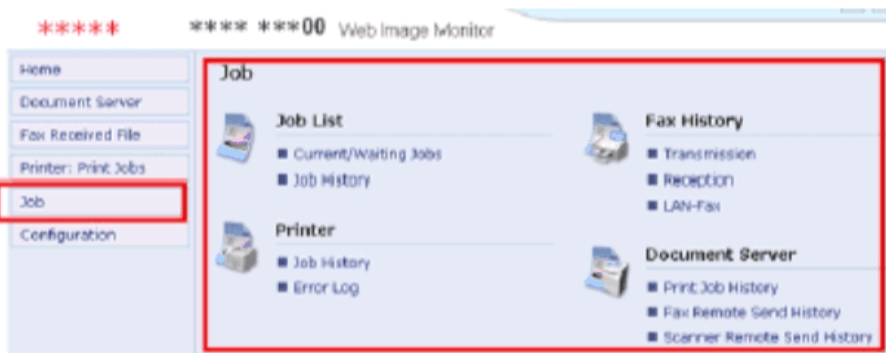 ***** **** ***00 Web Image Monitor
Home
Document Server
Fax Received File
Printer: Print Jobs
Job
Configuration
Job
Job List
Current/Waiting Jobs
Job History
Printer
Job History
Error Log
Fax History
Transmission
Reception
LAN-Fax
Document Server
Print Job History
Fax Remote Send History
Scanner Remote Send History